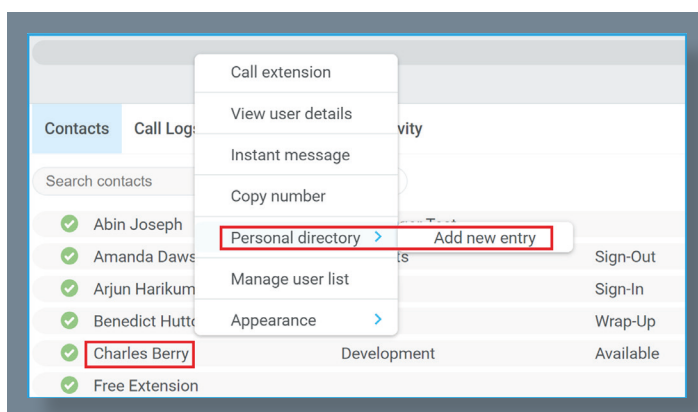 Call extension
View user details
Contacts Call Logs vity
Instant message
Search contacts
Copy number
Abin Joseph
Personal directory > Add new entry
Amanda Daws ts Sign-Out
Manage user list
Arjun Harikum Sign-In
Benedict Hutto Wrap-Up
Appearance >
Charles Berry Development Available
Free Extension